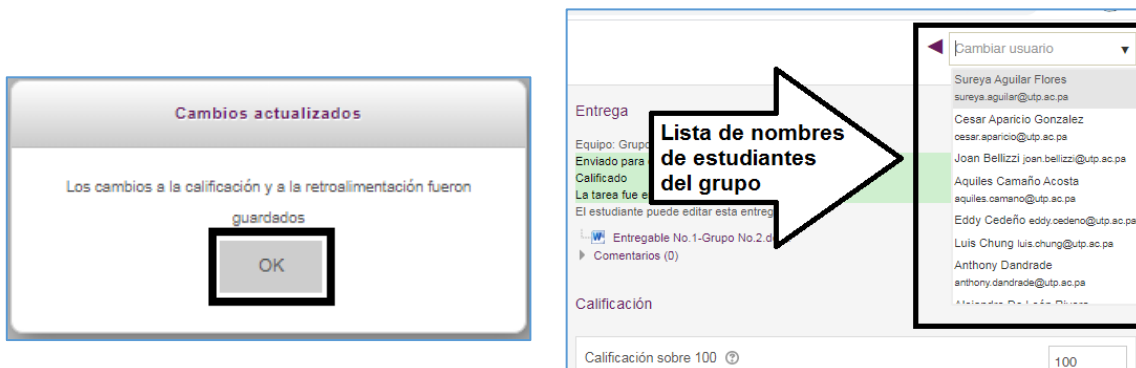 Cambios actualizados
Los cambios a la calificación y a la retroalimentación fueron
guardados
OK
Cambiar usuario
Sureya Aguilar Flores
sureya.aguilar@utp.ac.pa
Cesar Aparicio Gonzalez
cesar.aparicio@utp.ac.pa
Joan Bellizzi joan.bellizzi@utp.ac.pa
Aquiles Camaño Acosta
aquiles.camano@utp.ac.pa
Eddy Cedeño eddy.cedeno@utp.ac.pa
Luis Chung luis.chung@utp.ac.pa
Anthony Dandrade
anthony.dandrade@utp.ac.pa
Lista de nombres
de estudiantes
del grupo
Entrega
Equipo: Grupo
Enviado para
Calificado
La tarea fue
El estudiante puede editar esta
Entregable No.1-Grupo No.2.d
Comentarios (0)
Calificación
Calificación sobre 100
100